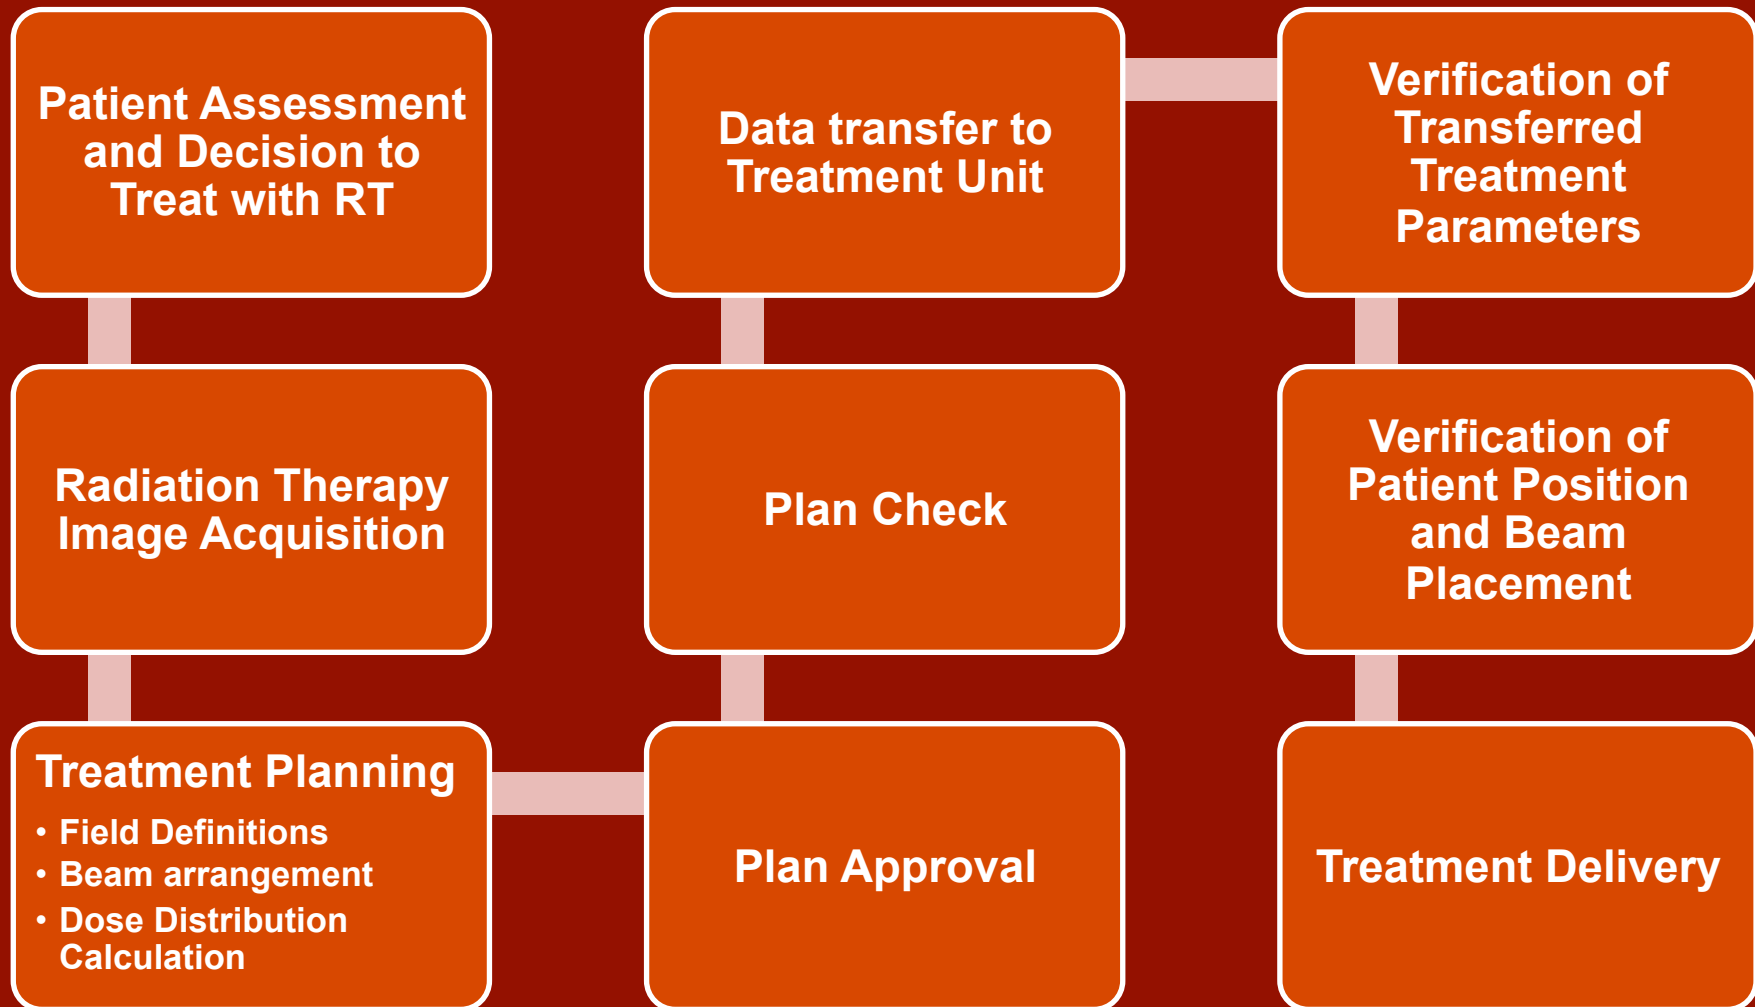 Patient Assessment
and Decision to
Treat with RT
Radiation Therapy
Image Acquisition
Treatment Planning
• Field Definitions
• Beam arrangement
• Dose Distribution
Calculation
Plan Approval
Plan Check
Data transfer to
Treatment Unit
Verification of
Transferred
Treatment
Parameters
Verification of
Patient Position
and Beam
Placement
Treatment Delivery